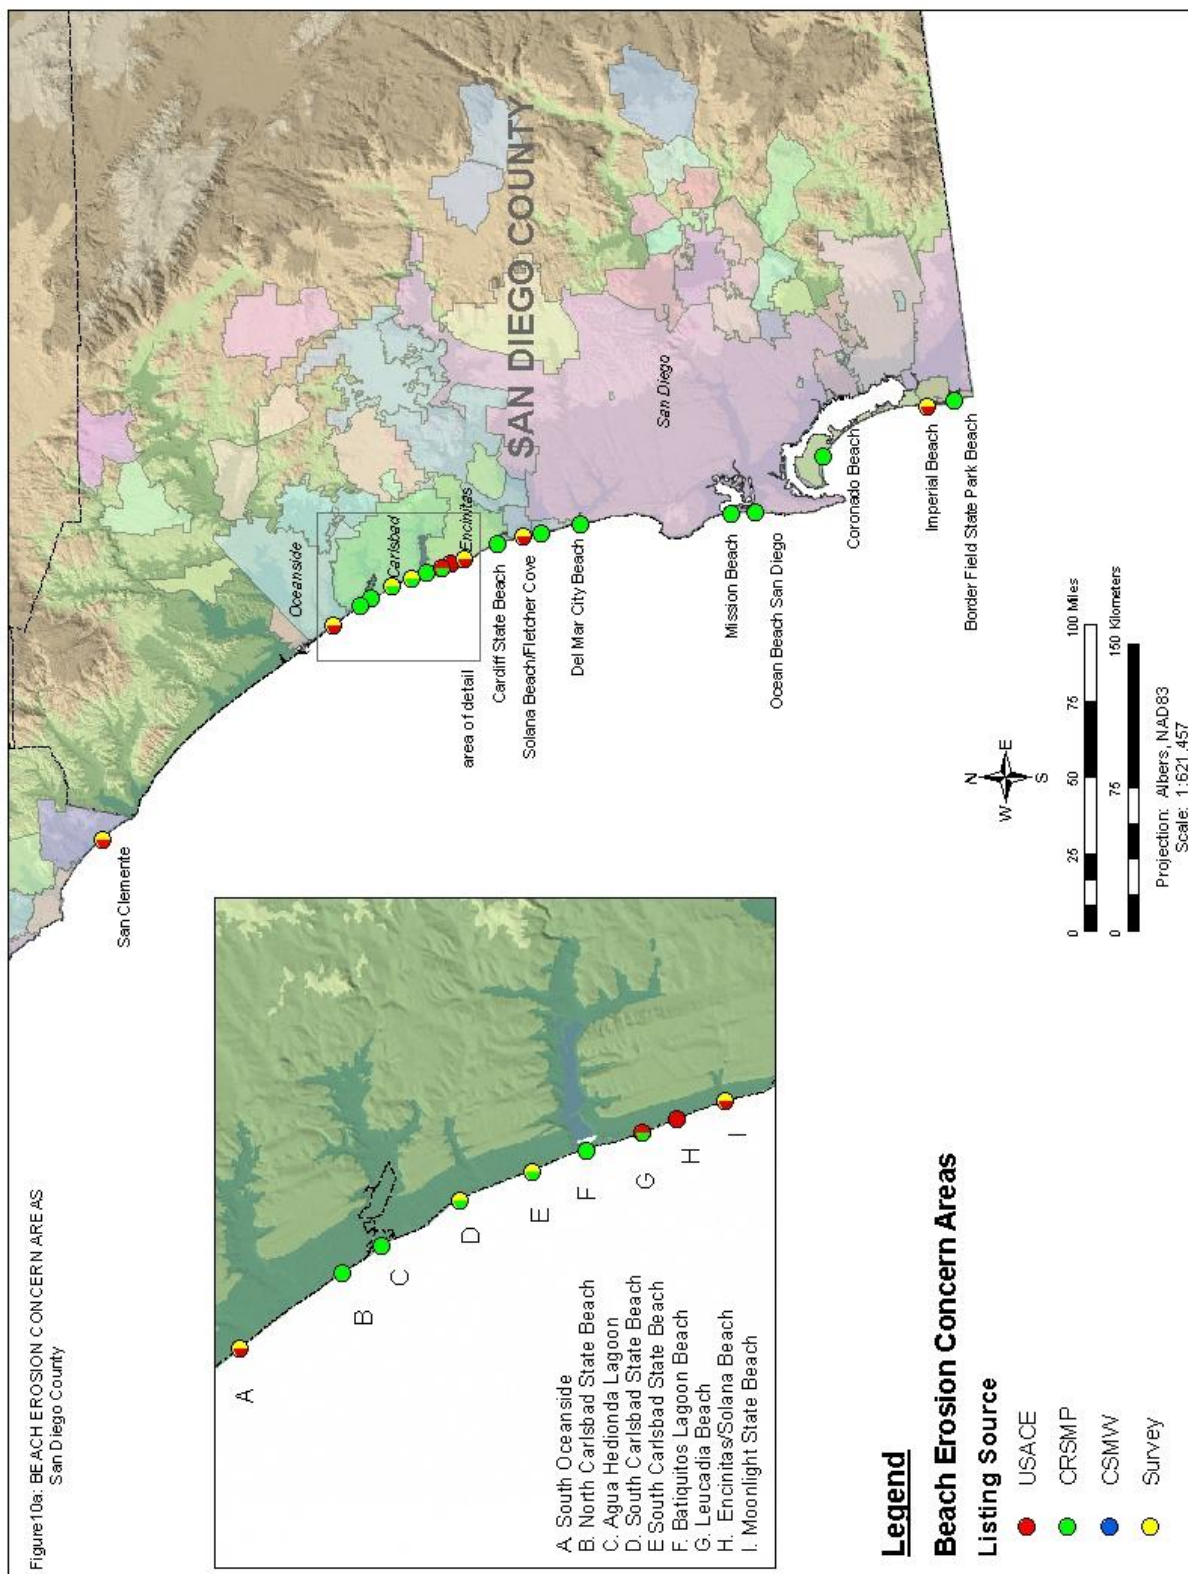 Figure10a: BEACH EROSION CONCERN AREAS
San Diego County
San Clemente
Oceanside
Carlsbad
Encinitas
area of detail
Cardiff State Beach
Solana Beach/Fletcher Cove
Del Mar City Beach
SAN DIEGO COUNTY
San Diego
Mission Beach
Ocean Beach San Diego
Coronado Beach
Imperial Beach
Border Field State Park Beach
A
B
C
D
E
F
G
H
I
A. South Oceanside
B. North Carlsbad State Beach
C. Agua Hedionda Lagoon
D. South Carlsbad State Beach
E South Carlsbad State Beach
F. Batiquitos Lagoon Beach
G. Leucadia Beach
H. Encinitas/Solana Beach
I. Moonlight State Beach
Legend
Beach Erosion Concern Areas
Listing Source
USACE
CRSMP
CSMW
Survey
N
W E
S
0 25 50 75 100 Miles
0 75 150 Kilometers
Projection: Albers, NAD83
Scale: 1:621,457